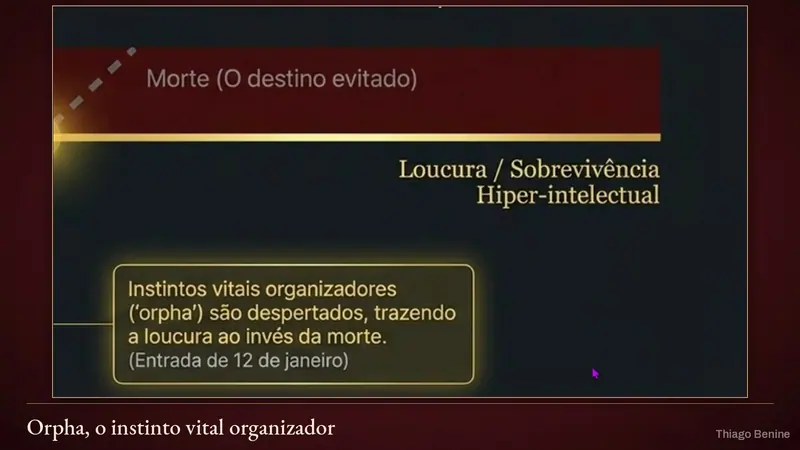 Morte (O destino evitado)
Loucura / Sobrevivência
Hiper-intelectual
Instintos vitais organizadores
(‘orpha’) são despertados, trazendo
a loucura ao invés da morte.
(Entrada de 12 de janeiro)
Orpha, o instinto vital organizador
Thiago Benine